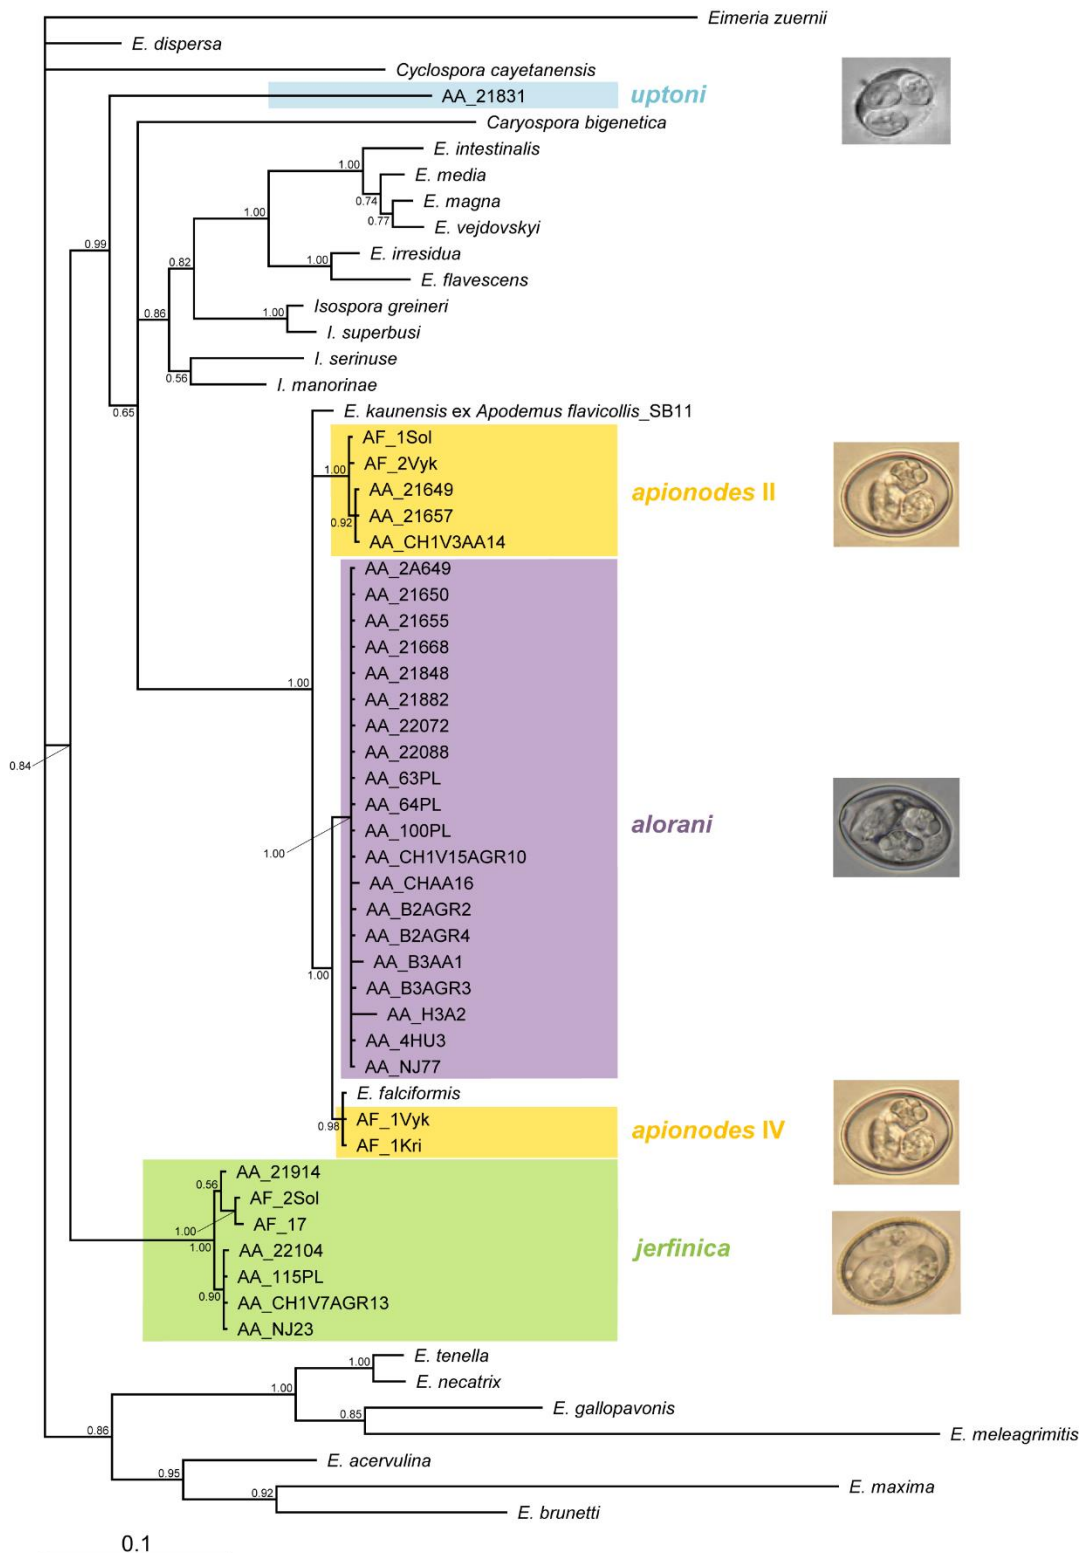 Eimeria zuernii
E. dispersa
Cyclospora cayetanensis
AA_21831 uptoni
Caryospora bigenetica
E. intestinalis
1.00
E. media
0.74
E. magna
0.77
E. vejdovskyi
1.00
0.99
E. irresidua
1.00
0.82
E. flavescens
Isospora greineri
0.86 1.00
I. superbusi
I. serinuse
0.56
I. manorinae
0.65
E. kaunensis ex Apodemus flavicollis_SB11
AF_1Sol
AF_2Vyk
1.00
AA_21649 apionodes II
AA_21657
0.92
AA_CH1V3AA14
AA_2A649
AA_21650
AA_21655
AA_21668
AA_21848
1.00
AA_21882
AA_22072
AA_22088
0.84
AA_63PL
AA_64PL
AA_100PL alorani
1.00
AA_CH1V15AGR10
AA_CHAA16
AA_B2AGR2
AA_B2AGR4
AA_B3AA1
1.00
AA_B3AGR3
AA_H3A2
AA_4HU3
AA_NJ77
E. falciformis
0.98
AF_1Vyk apionodes IV
AF_1Kri
AA_21914
0.56
AF_2Sol
AF_17
1.00
1.00
AA_22104 jerfinica
AA_115PL
0.90
AA_CH1V7AGR13
AA_NJ23
E. tenella
1.00
E. necatrix
1.00
E. gallopavonis
0.85
0.86
E. meleagrimitis
E. acervulina
0.95
E. maxima
0.92
E. brunetti
0.1